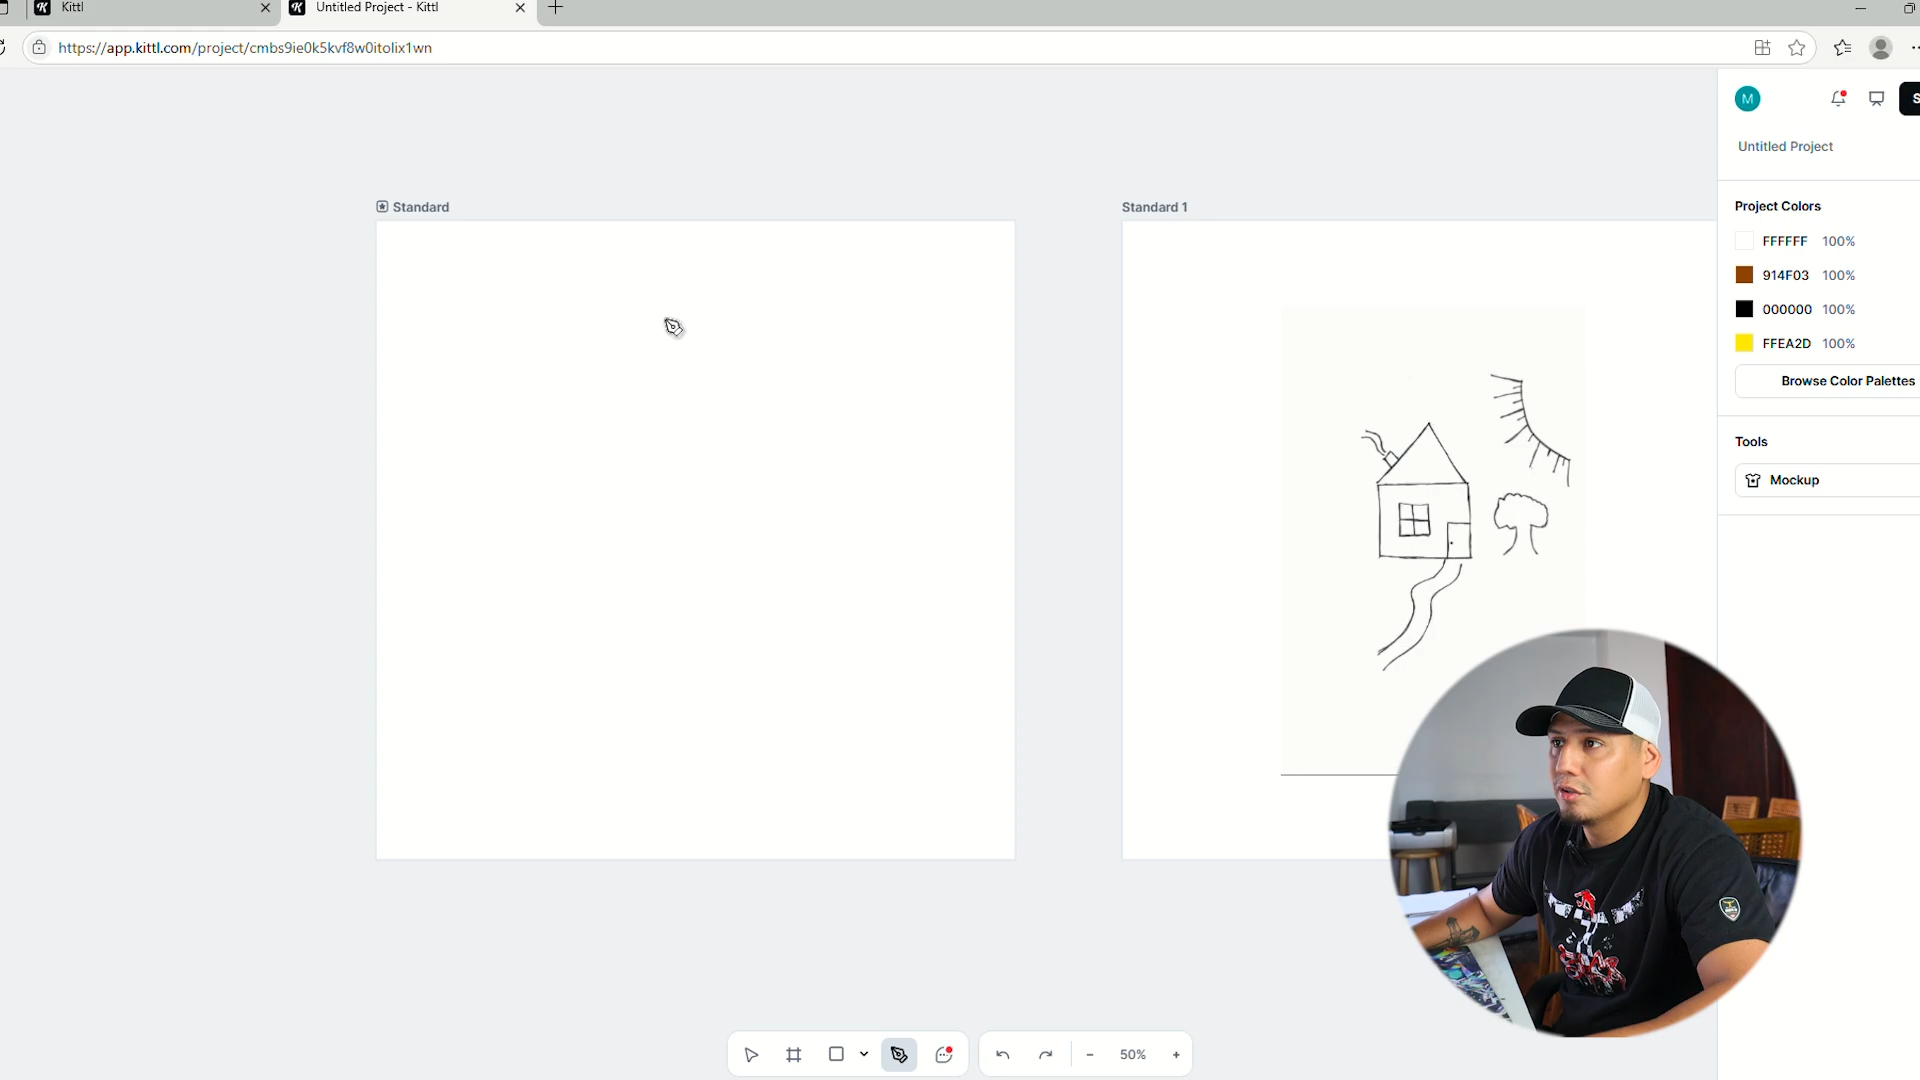 Kittl
Untitled Project - Kittl
https://app.kittl.com/project/cmbs9ie0k5kvf8w0itolix1wn
M
S
Untitled Project
Standard
Standard 1
Project Colors
FFFFFF 100%
914F03 100%
000000 100%
FFEA2D 100%
Browse Color Palettes
Tools
Mockup
50%